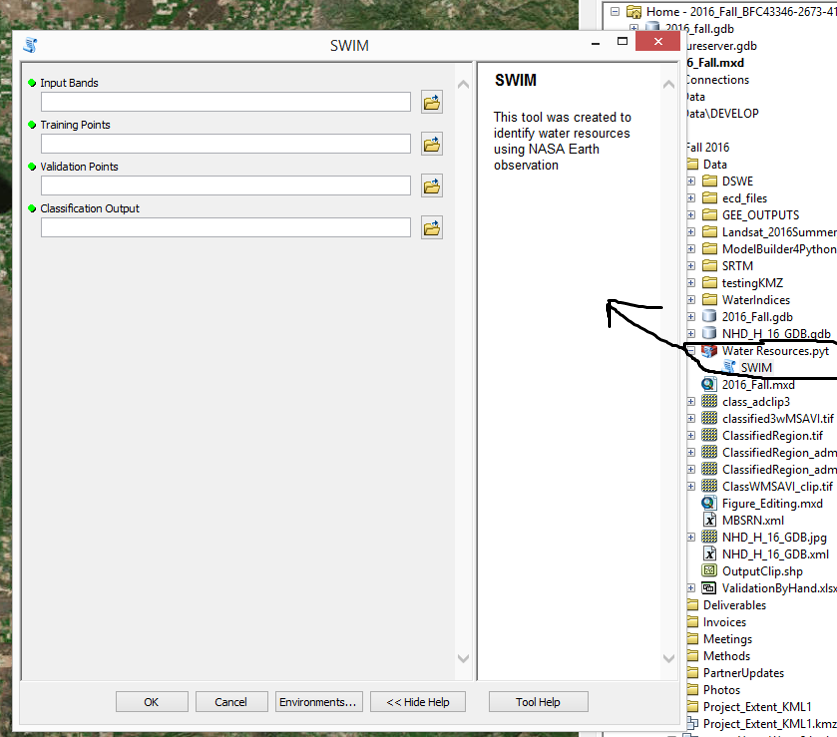 SWIM
Input Bands
Training Points
Validation Points
Classification Output
SWIM
This tool was created to
identify water resources
using NASA Earth
observation
OK
Cancel
Environments...
<< Hide Help
Tool Help
Home - 2016_Fall_BFC43346-2673-41
2016_fall.gdb
ureserver.gdb
6_Fall.mxd
Connections
Data
Data\DEVELOP
Fall 2016
Data
DSWE
ecd_files
GEE_OUTPUTS
Landsat_2016Summer
ModelBuilder4Python
SRTM
testingKMZ
WaterIndices
2016_Fall.gdb
NHD_H_16_GDB.gdb
Water Resources.pyt
SWIM
2016_Fall.mxd
class_adclip3
classified3wMSAVI.tif
ClassifiedRegion.tif
ClassifiedRegion_adm
ClassifiedRegion_adm
ClassWMSAVI_clip.tif
Figure_Editing.mxd
MBSRN.xml
NHD_H_16_GDB.jpg
NHD_H_16_GDB.xml
OutputClip.shp
ValidationByHand.xlsx
Deliverables
Invoices
Meetings
Methods
PartnerUpdates
Photos
Project_Extent_KML1
Project_Extent_KML1.kmz